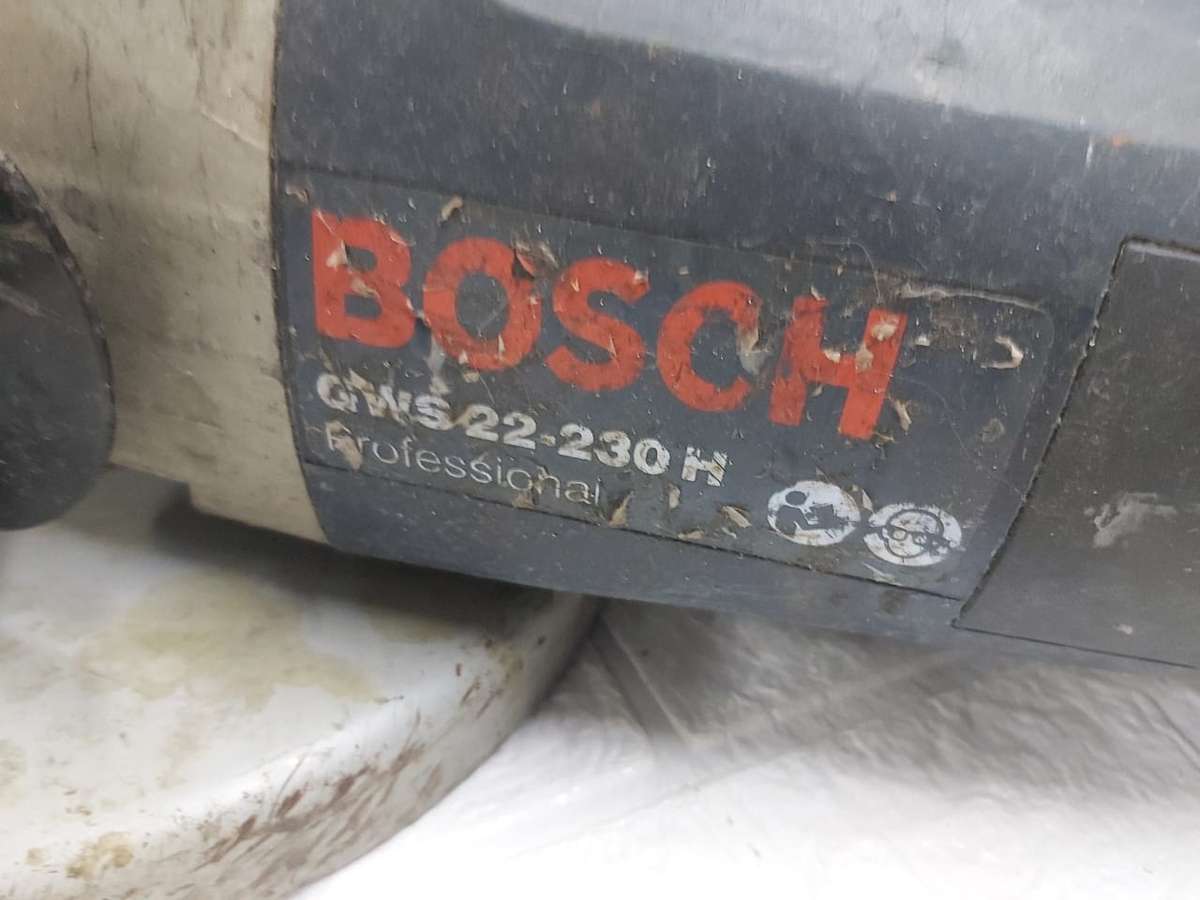 BOSCH
GWS 22-230 H
Professional